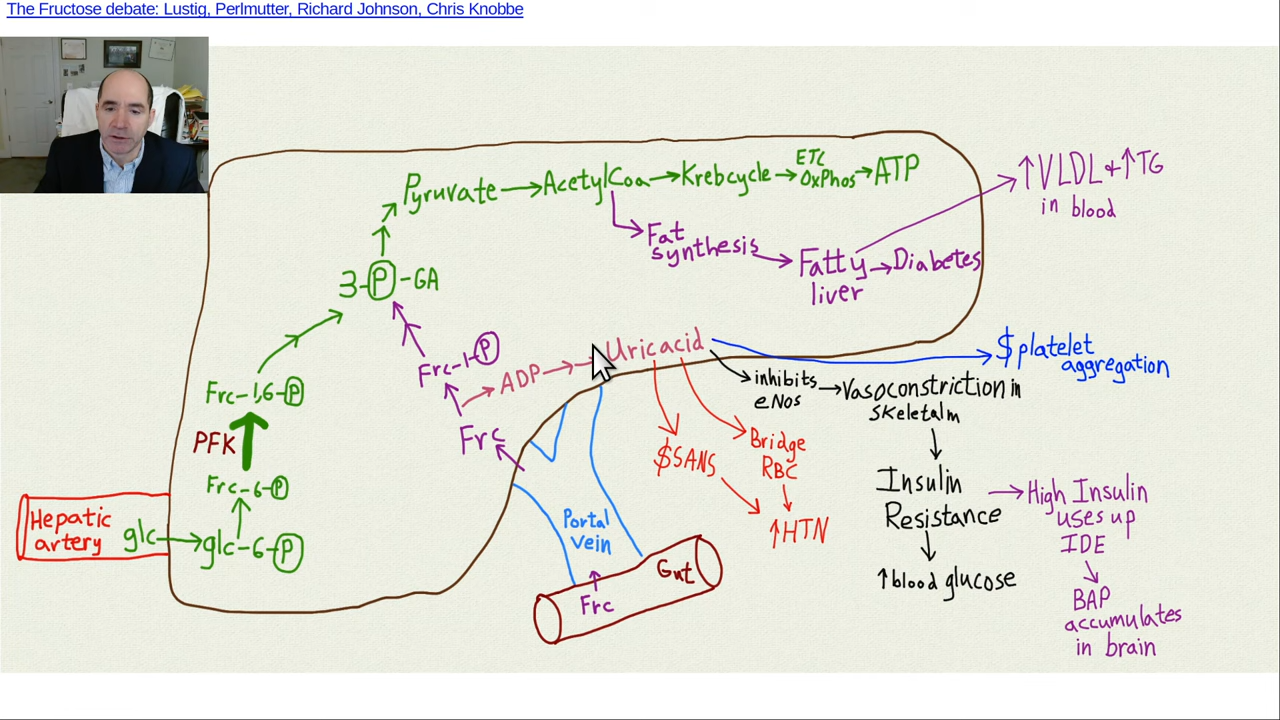 The Fructose debate: Lustig, Perlmutter, Richard Johnson, Chris Knobbe
Pyruvate → AcetylCoa → Krebcycle → ETC OxPhos → ATP
↑VLDL & ↑TG
in blood
Fat
synthesis
Fatty → Diabetes
liver
3-P-GA
Frc-1-P
ADP
Uric acid
$ platelet
aggregation
inhibits
eNos
Vasoconstriction in
Skeletal m
Frc-1,6-P
PFK
Frc
$SANS
Bridge
RBC
Frc-6-P
Insulin
Resistance
High Insulin
uses up
IDE
Hepatic
artery
glc
glc-6-P
Portal
vein
↑HTN
Gut
Frc
↑blood glucose
BAP
accumulates
in brain